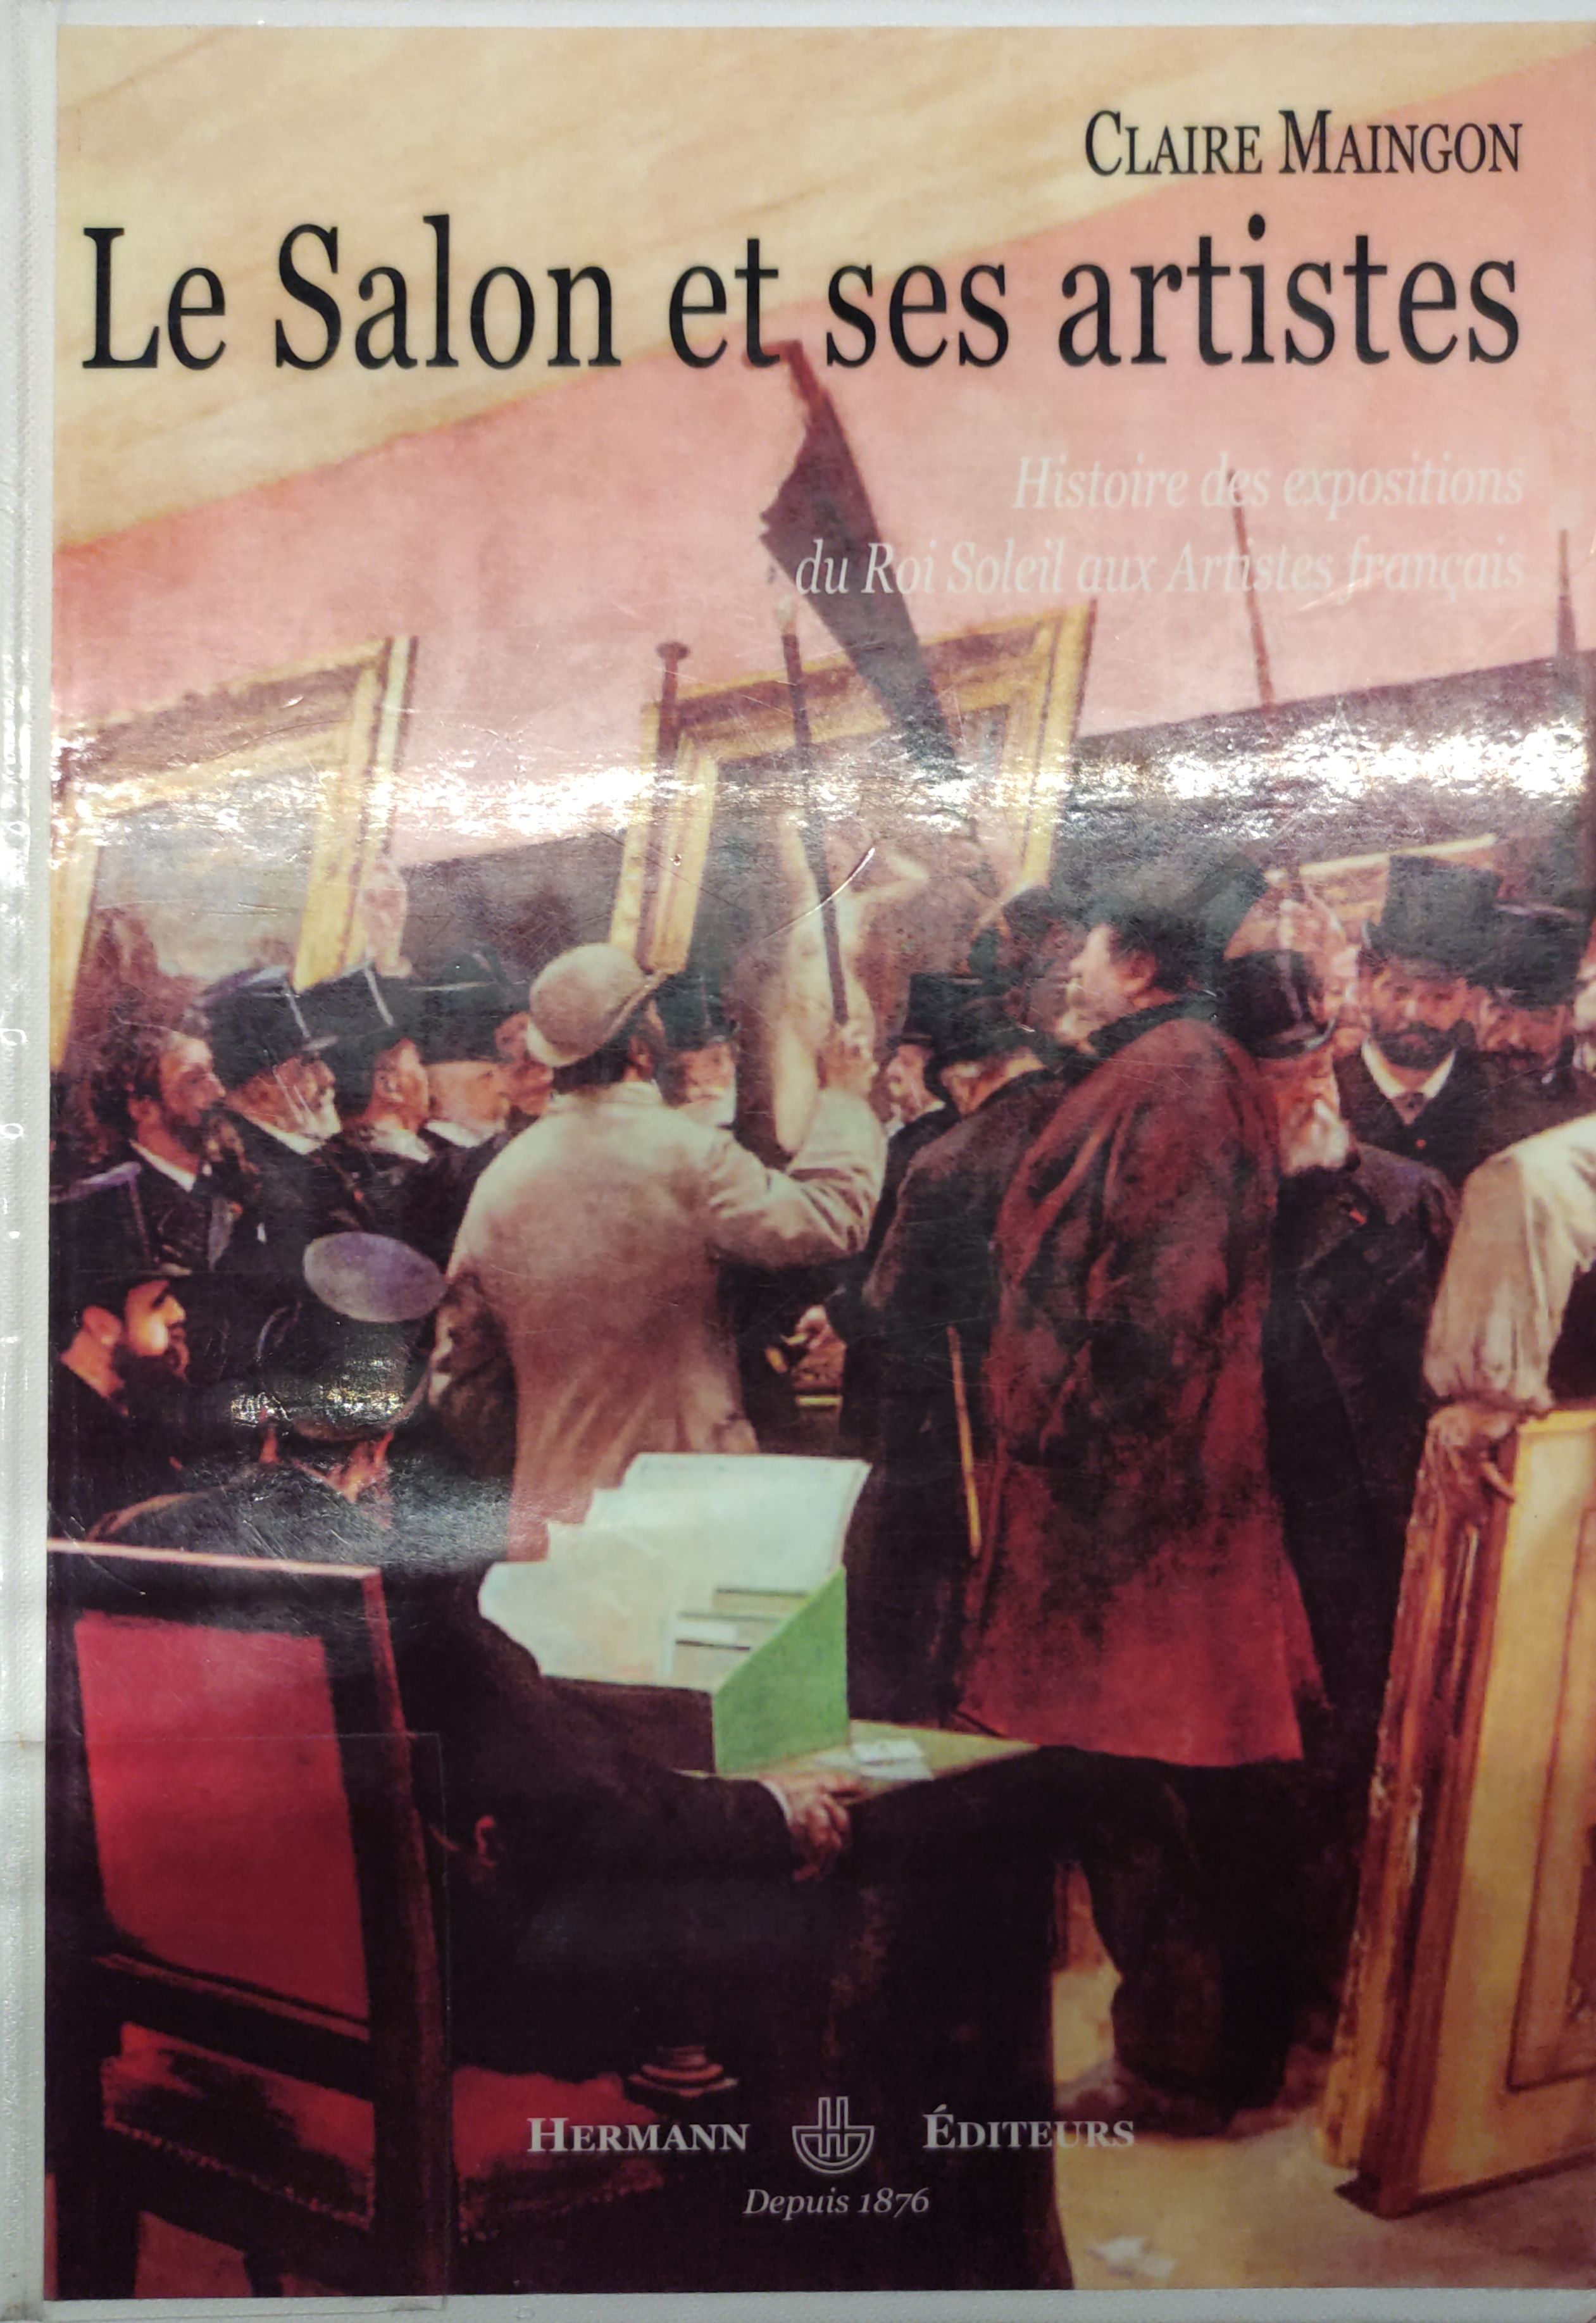 CLAIRE MAINGON
Le Salon et ses artistes
Histoire des expositions
du Roi Soleil aux Artistes français
HERMANN ÉDITEURS
Depuis 1876